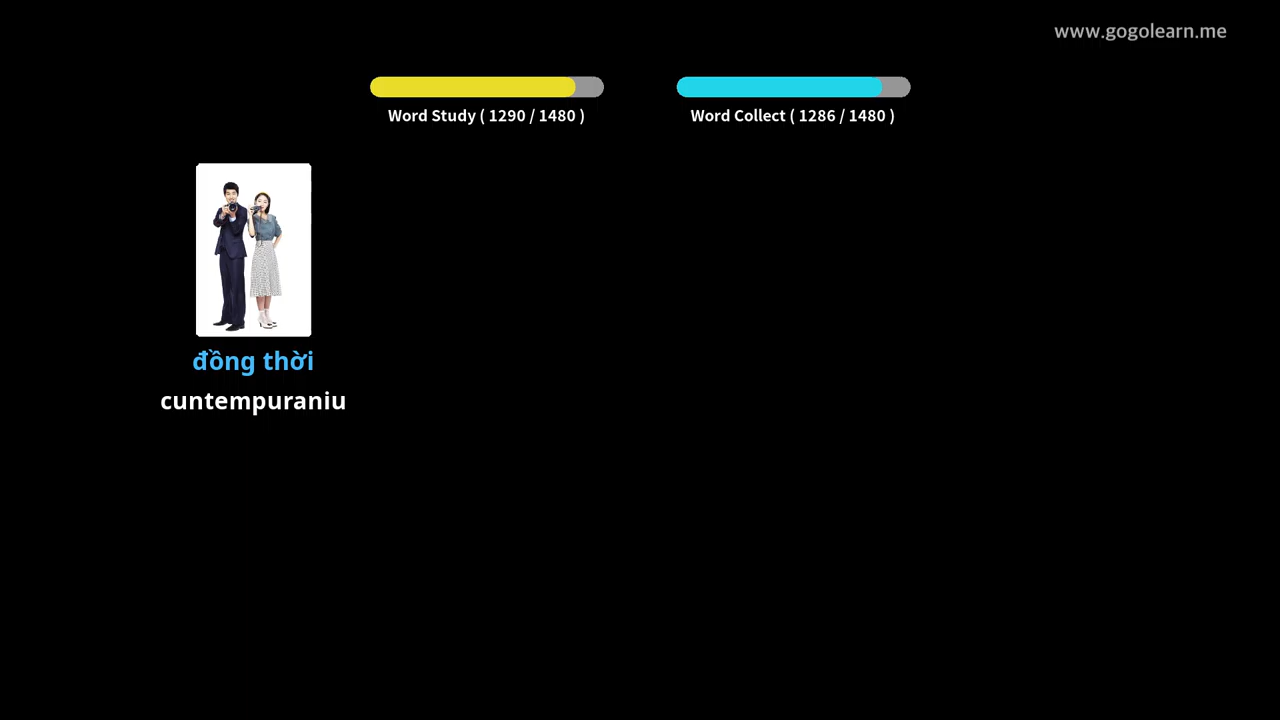 www.gogolearn.me
Word Study ( 1290 / 1480 )
Word Collect ( 1286 / 1480 )
đồng thời
cuntempuraniu